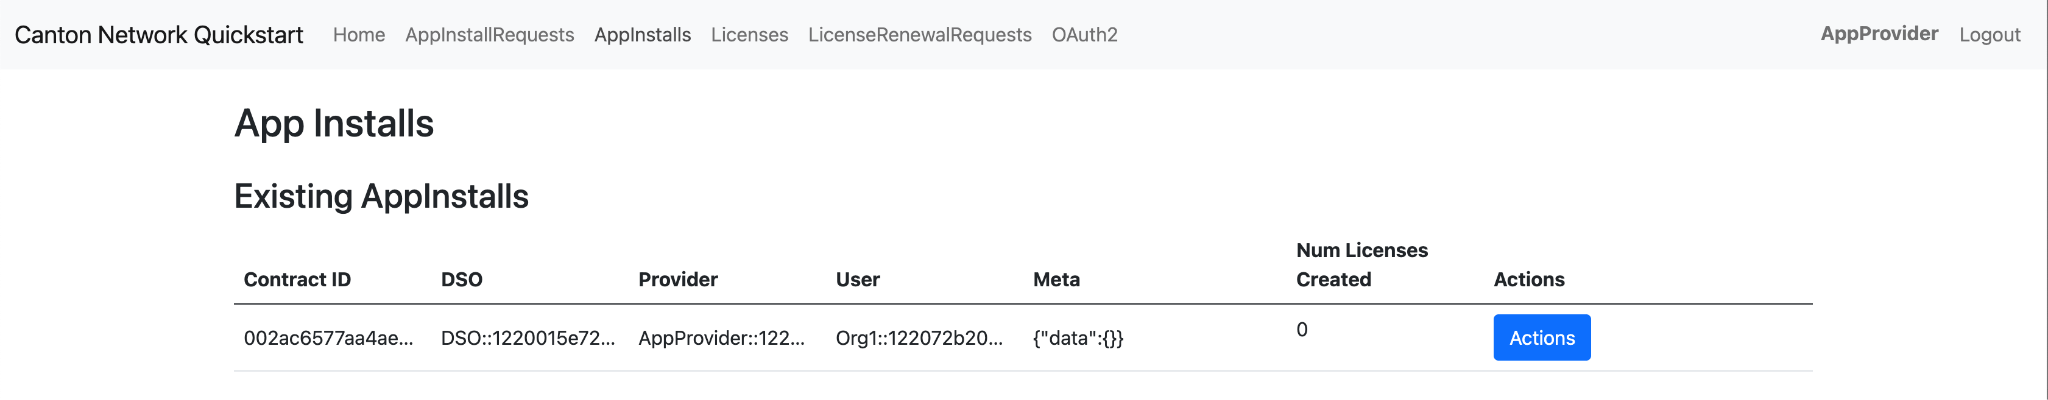 Canton Network Quickstart Home AppInstallRequests AppInstalls Licenses LicenseRenewalRequests OAuth2 AppProvider Logout
App Installs
Existing AppInstalls
Contract ID DSO Provider User Meta Num Licenses Created Actions
002ac6577aa4ae... DSO::1220015e72... AppProvider::122... Org1::122072b20... {"data":{}} 0 Actions